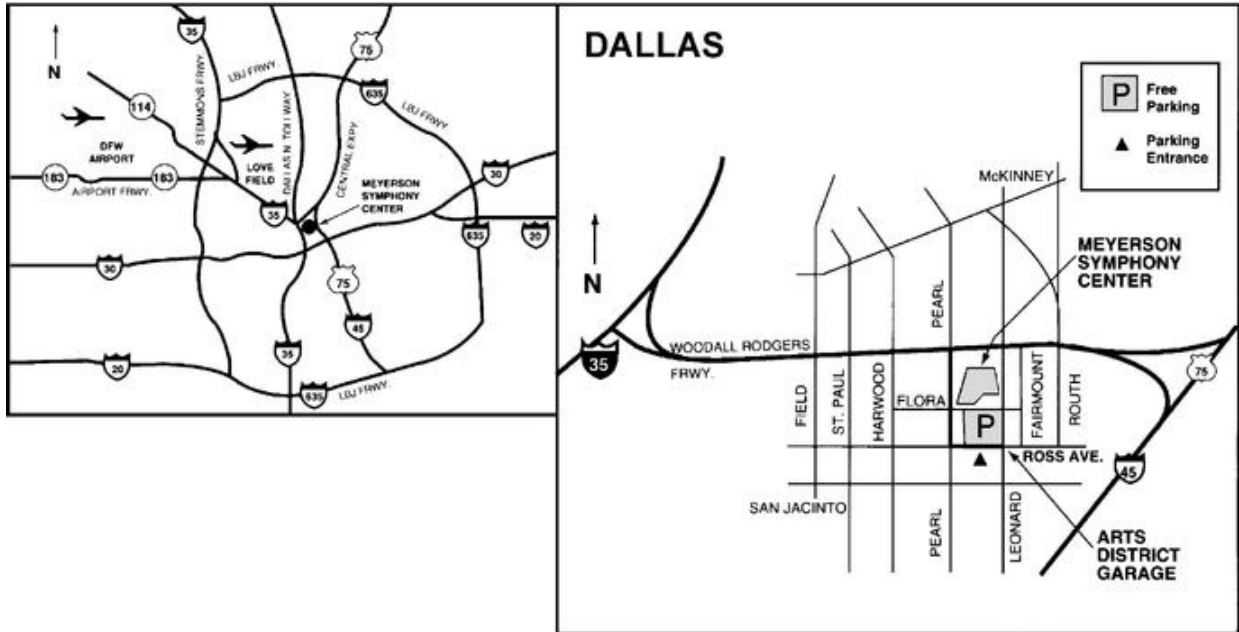 35
75
N
LBJ FRWY.
STEMMONS FRWY
635
LBJ FRWY.
DALLAS N. TOLLWAY
CENTRAL EXPY
114
DFW
AIRPORT
LOVE
FIELD
MEYERSON
SYMPHONY
CENTER
30
183
183
AIRPORT FRWY.
35
635
20
30
75
45
35
20
635
LBJ FRWY.
DALLAS
P Free
Parking
Parking
Entrance
McKINNEY
N
MEYERSON
SYMPHONY
CENTER
PEARL
WOODALL RODGERS
FRWY.
35
75
FIELD
ST. PAUL
HARWOOD
FLORA
P
FAIRMOUNT
ROUTH
ROSS AVE.
45
SAN JACINTO
PEARL
LEONARD
ARTS
DISTRICT
GARAGE